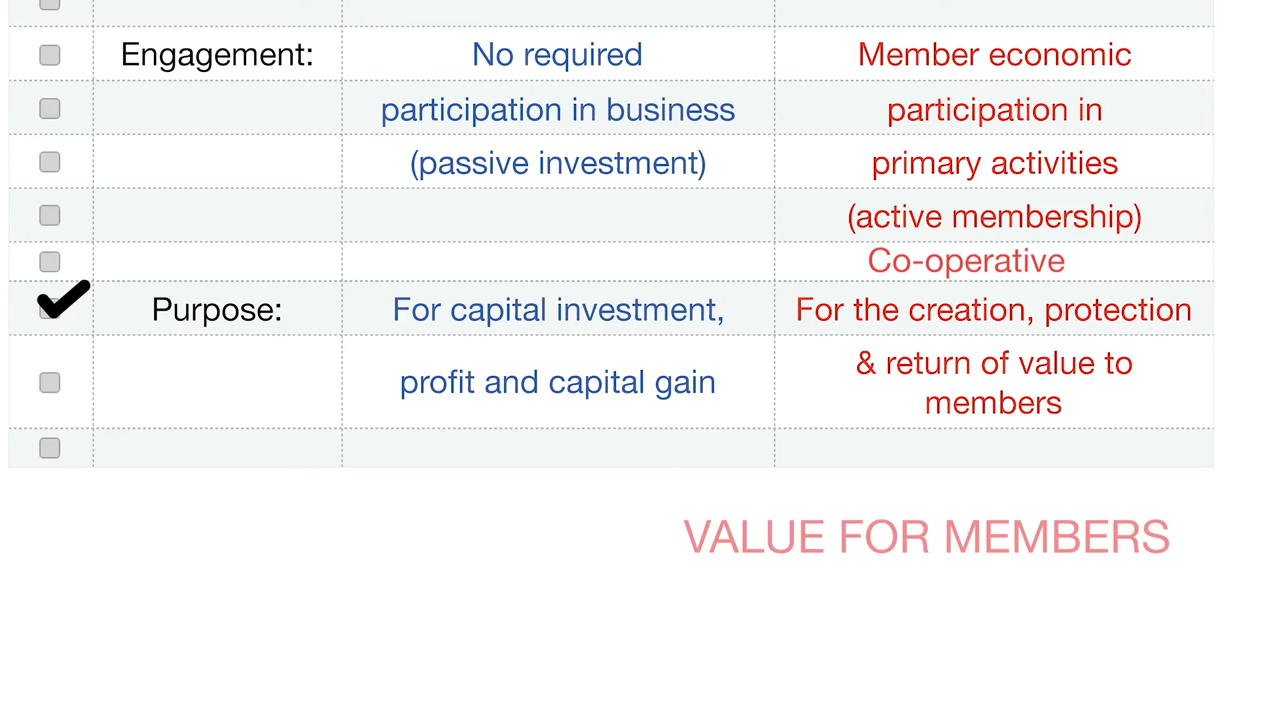 Engagement: No required Member economic
participation in business participation in
(passive investment) primary activities
(active membership)
Co-operative
Purpose: For capital investment, For the creation, protection
profit and capital gain & return of value to
members
VALUE FOR MEMBERS